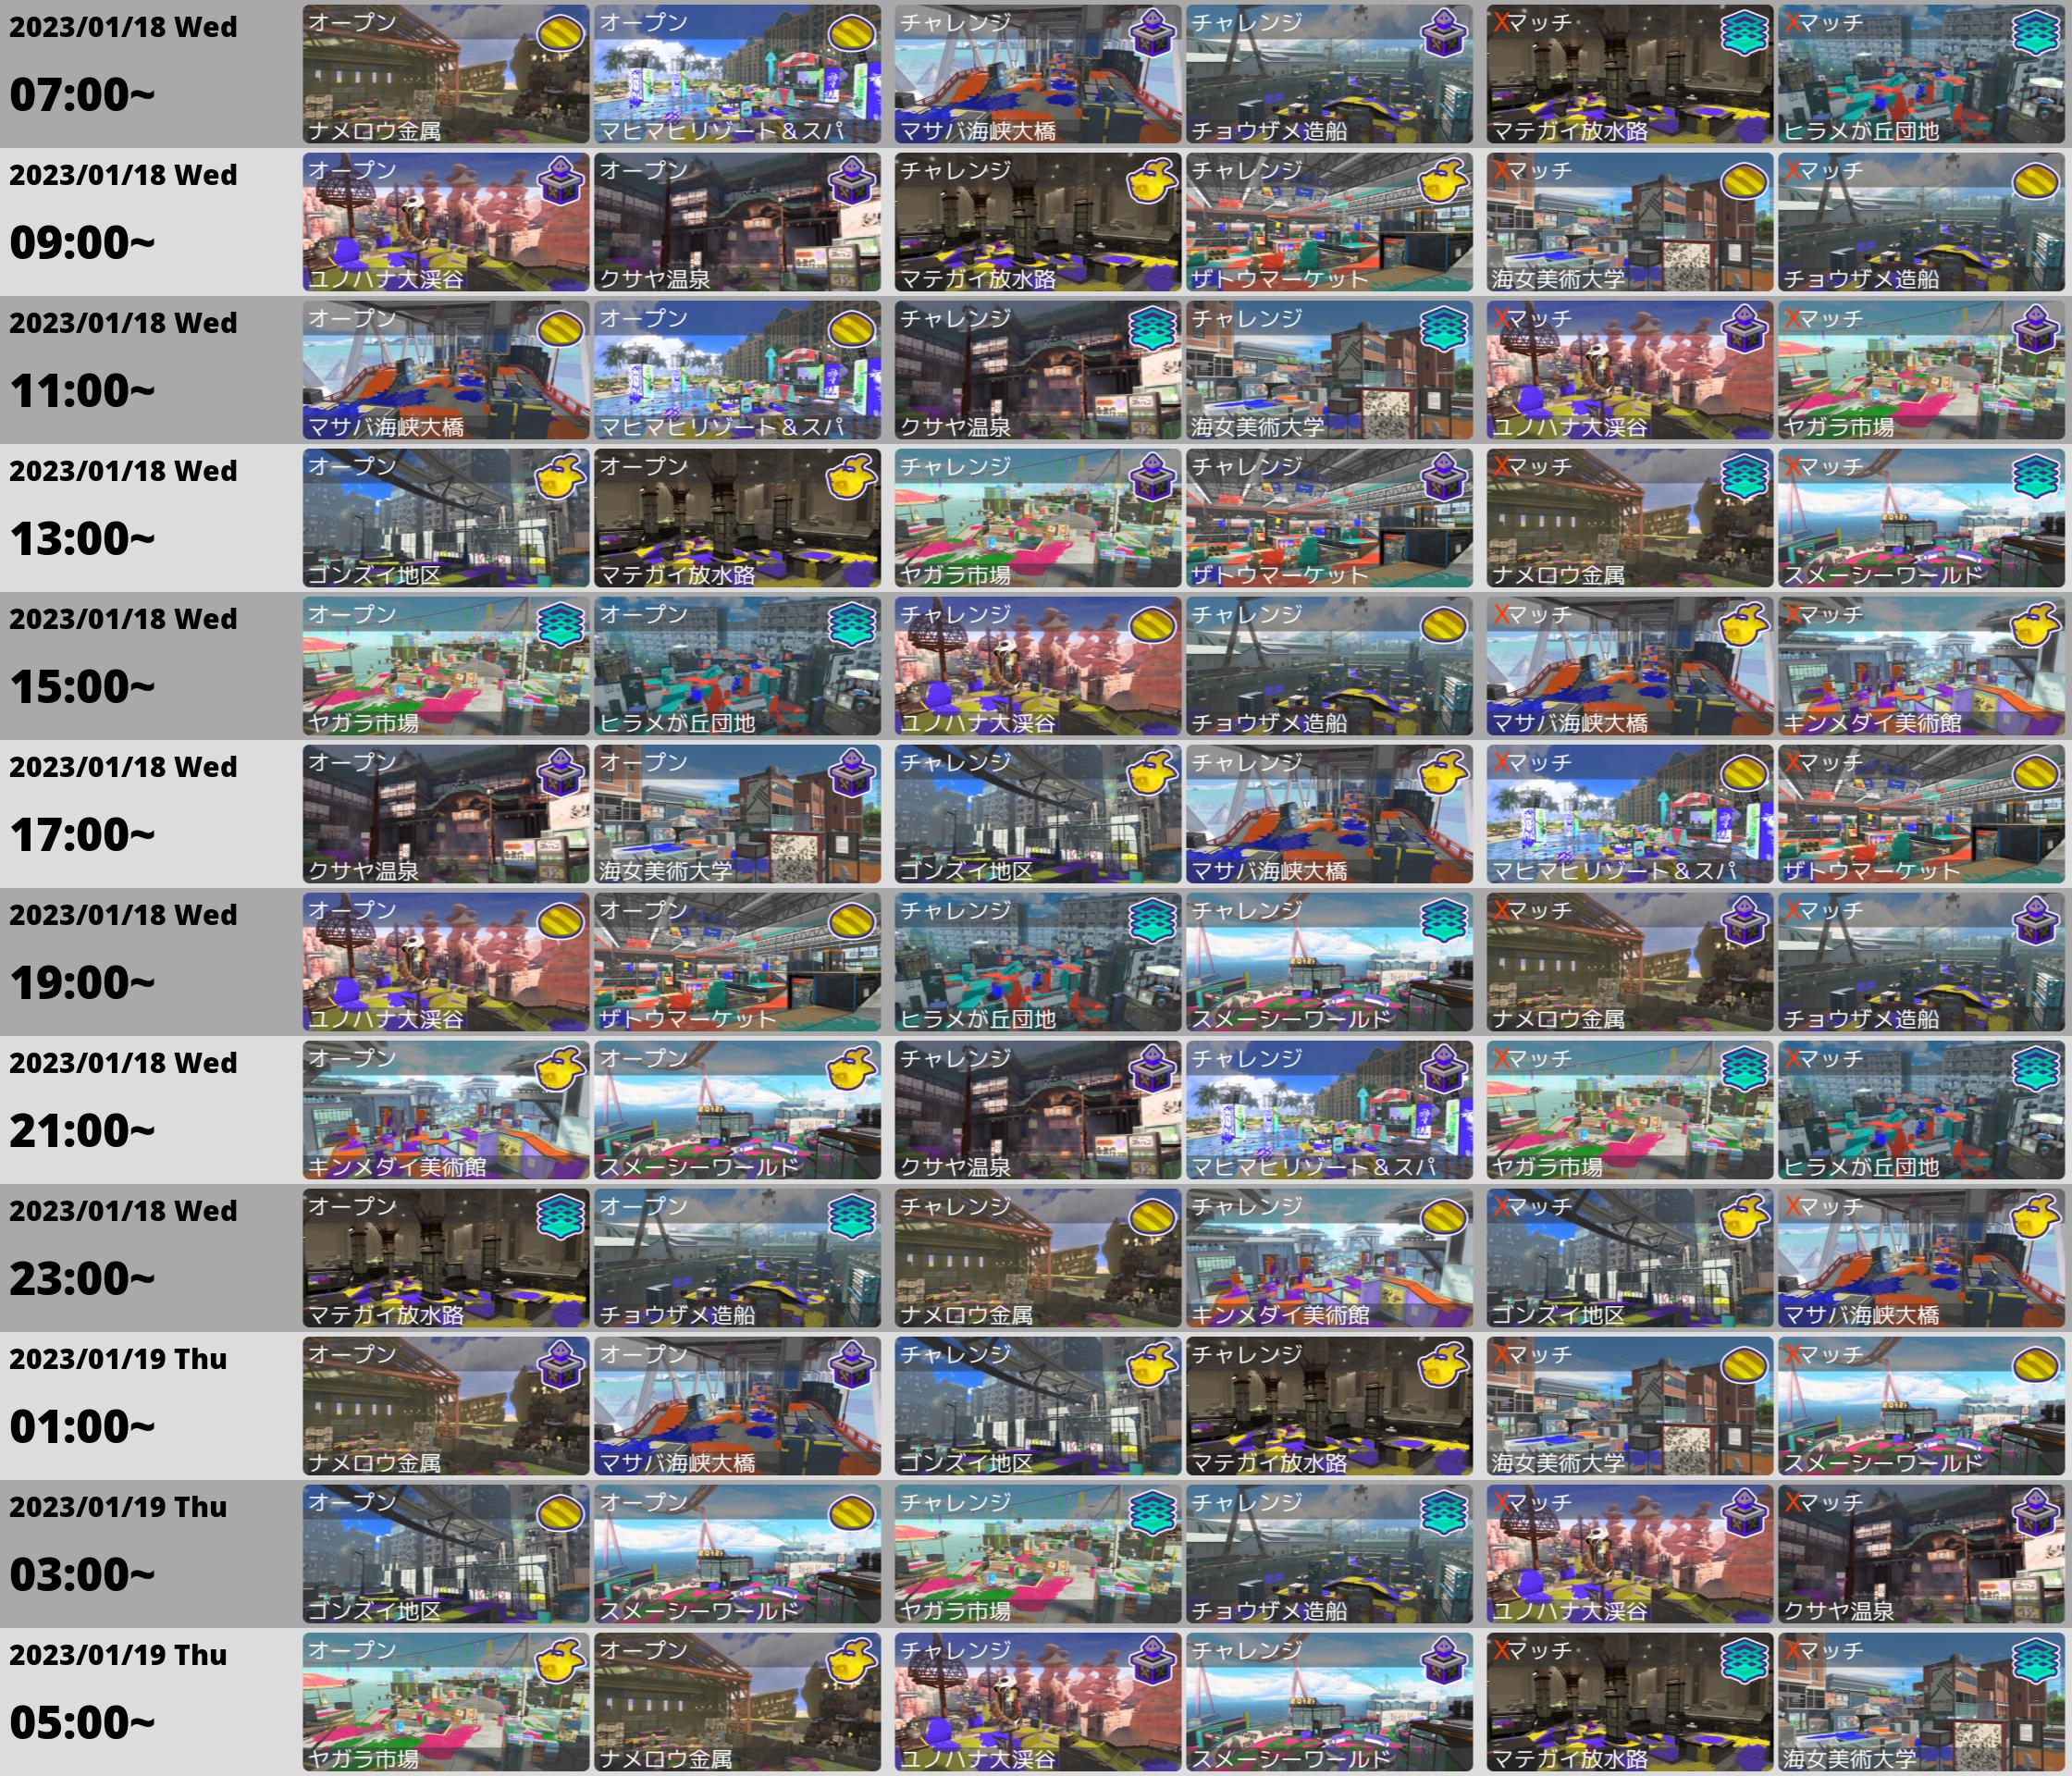 2023/01/18 Wed
07:00~
オープン オープン チャレンジ チャレンジ Xマッチ Xマッチ
ナメロウ金属 マヒマヒリゾート&スパ マサバ海峡大橋 チョウザメ造船 マテガイ放水路 ヒラメが丘団地
2023/01/18 Wed
09:00~
オープン オープン チャレンジ チャレンジ Xマッチ Xマッチ
ユノハナ大渓谷 クサヤ温泉 マテガイ放水路 ザトウマーケット 海女美術大学 チョウザメ造船
2023/01/18 Wed
11:00~
オープン オープン チャレンジ チャレンジ Xマッチ Xマッチ
マサバ海峡大橋 マヒマヒリゾート&スパ クサヤ温泉 海女美術大学 ユノハナ大渓谷 ヤガラ市場
2023/01/18 Wed
13:00~
オープン オープン チャレンジ チャレンジ Xマッチ Xマッチ
ゴンズイ地区 マテガイ放水路 ヤガラ市場 ザトウマーケット ナメロウ金属 スメーシーワールド
2023/01/18 Wed
15:00~
オープン オープン チャレンジ チャレンジ Xマッチ Xマッチ
ヤガラ市場 ヒラメが丘団地 ユノハナ大渓谷 チョウザメ造船 マサバ海峡大橋 キンメダイ美術館
2023/01/18 Wed
17:00~
オープン オープン チャレンジ チャレンジ Xマッチ Xマッチ
クサヤ温泉 海女美術大学 ゴンズイ地区 マサバ海峡大橋 マヒマヒリゾート&スパ ザトウマーケット
2023/01/18 Wed
19:00~
オープン オープン チャレンジ チャレンジ Xマッチ Xマッチ
ユノハナ大渓谷 ザトウマーケット ヒラメが丘団地 スメーシーワールド ナメロウ金属 チョウザメ造船
2023/01/18 Wed
21:00~
オープン オープン チャレンジ チャレンジ Xマッチ Xマッチ
キンメダイ美術館 スメーシーワールド クサヤ温泉 マヒマヒリゾート&スパ ヤガラ市場 ヒラメが丘団地
2023/01/18 Wed
23:00~
オープン オープン チャレンジ チャレンジ Xマッチ Xマッチ
マテガイ放水路 チョウザメ造船 ナメロウ金属 キンメダイ美術館 ゴンズイ地区 マサバ海峡大橋
2023/01/19 Thu
01:00~
オープン オープン チャレンジ チャレンジ Xマッチ Xマッチ
ナメロウ金属 マサバ海峡大橋 ゴンズイ地区 マテガイ放水路 海女美術大学 スメーシーワールド
2023/01/19 Thu
03:00~
オープン オープン チャレンジ チャレンジ Xマッチ Xマッチ
ゴンズイ地区 スメーシーワールド ヤガラ市場 チョウザメ造船 ユノハナ大渓谷 クサヤ温泉
2023/01/19 Thu
05:00~
オープン オープン チャレンジ チャレンジ Xマッチ Xマッチ
ヤガラ市場 ナメロウ金属 ユノハナ大渓谷 スメーシーワールド マテガイ放水路 海女美術大学